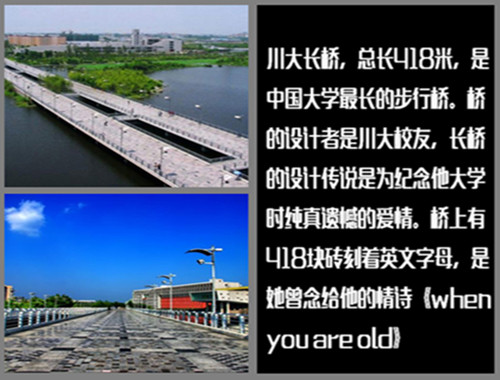 川大长桥，总长418米，是
中国大学最长的步行桥。桥
的设计者是川大校友，长桥
的设计传说是为纪念他大学
时纯真遗憾的爱情。桥上有
418块砖刻着英文字母，是
她曾念给他的情诗《when
you are old》